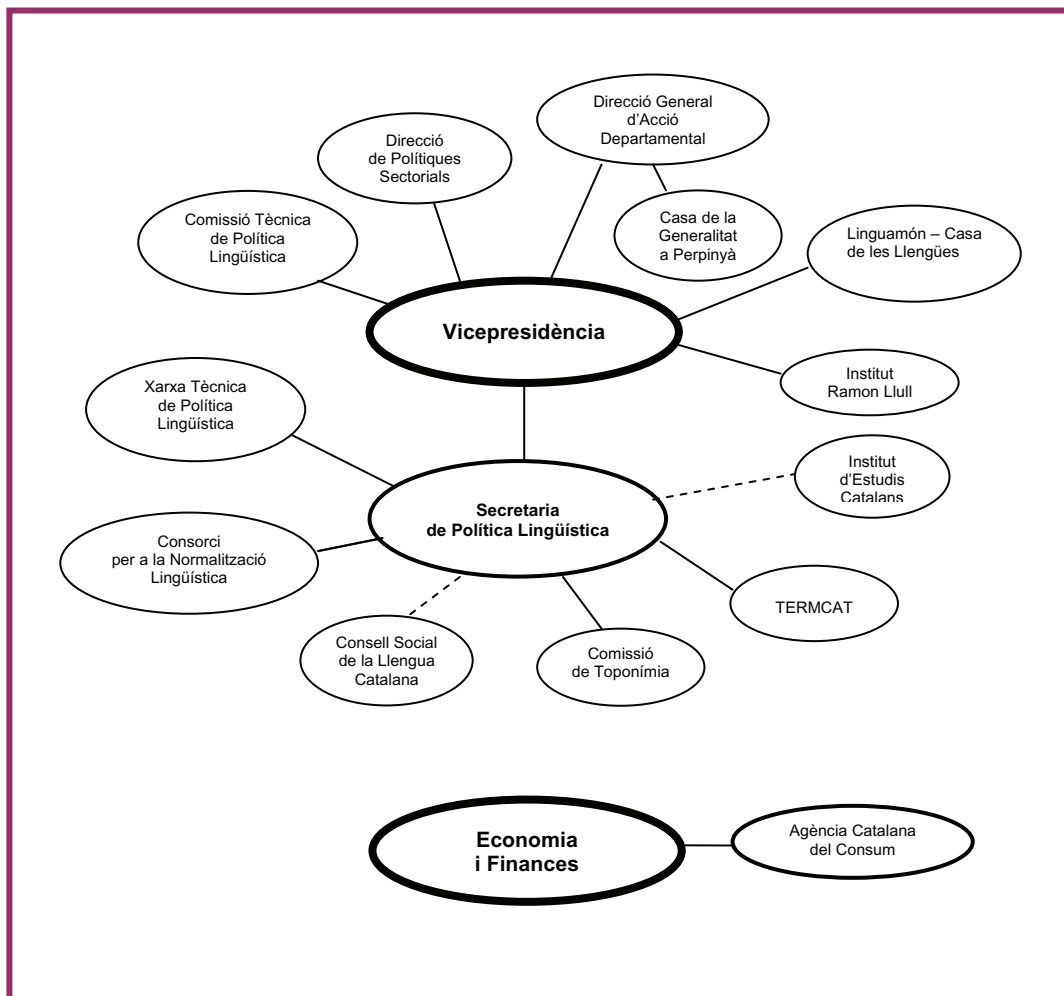 Direcció General
d'Acció
Departamental
Direcció
de Polítiques
Sectorials
Comissió Tècnica
de Política
Lingüística
Casa de la
Generalitat
a Perpinyà
Linguamón – Casa
de les Llengües
Vicepresidència
Institut
Ramon Llull
Xarxa Tècnica
de Política
Lingüística
Institut
d'Estudis
Catalans
Secretaria
de Política Lingüística
Consorci
per a la Normalització
Lingüística
TERMCAT
Consell Social
de la Llengua
Catalana
Comissió
de Toponímia
Economia
i Finances
Agència Catalana
del Consum